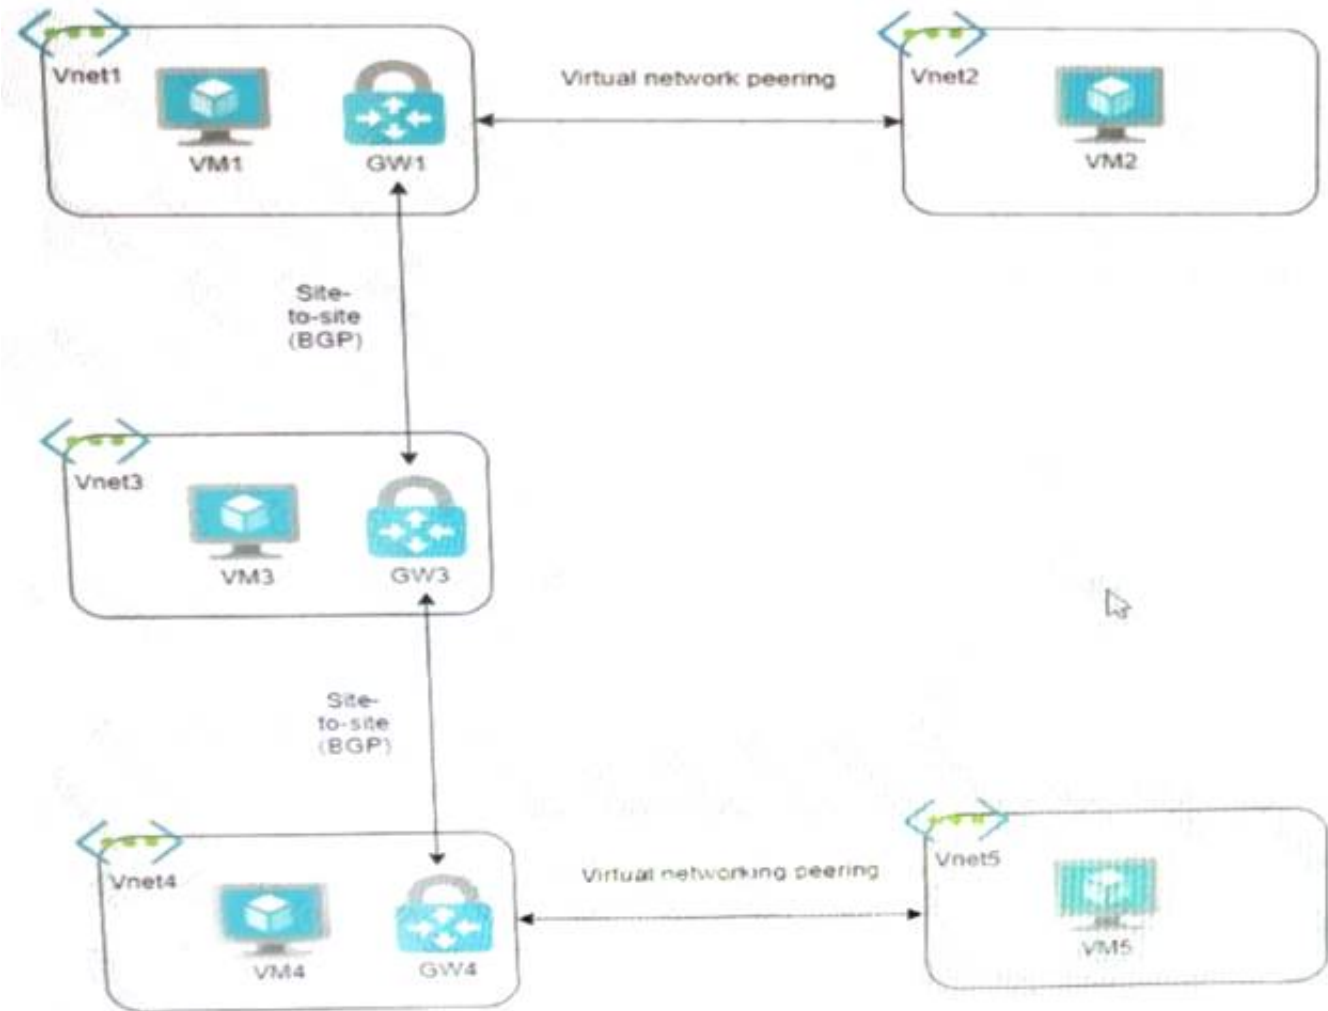 Vnet1
VM1
GW1
Virtual network peering
Vnet2
VM2
Site-
to-site
(BGP)
Vnet3
VM3
GW3
Site-
to-site
(BGP)
Vnet4
VM4
GW4
Virtual networking peering
Vnet5
VM5